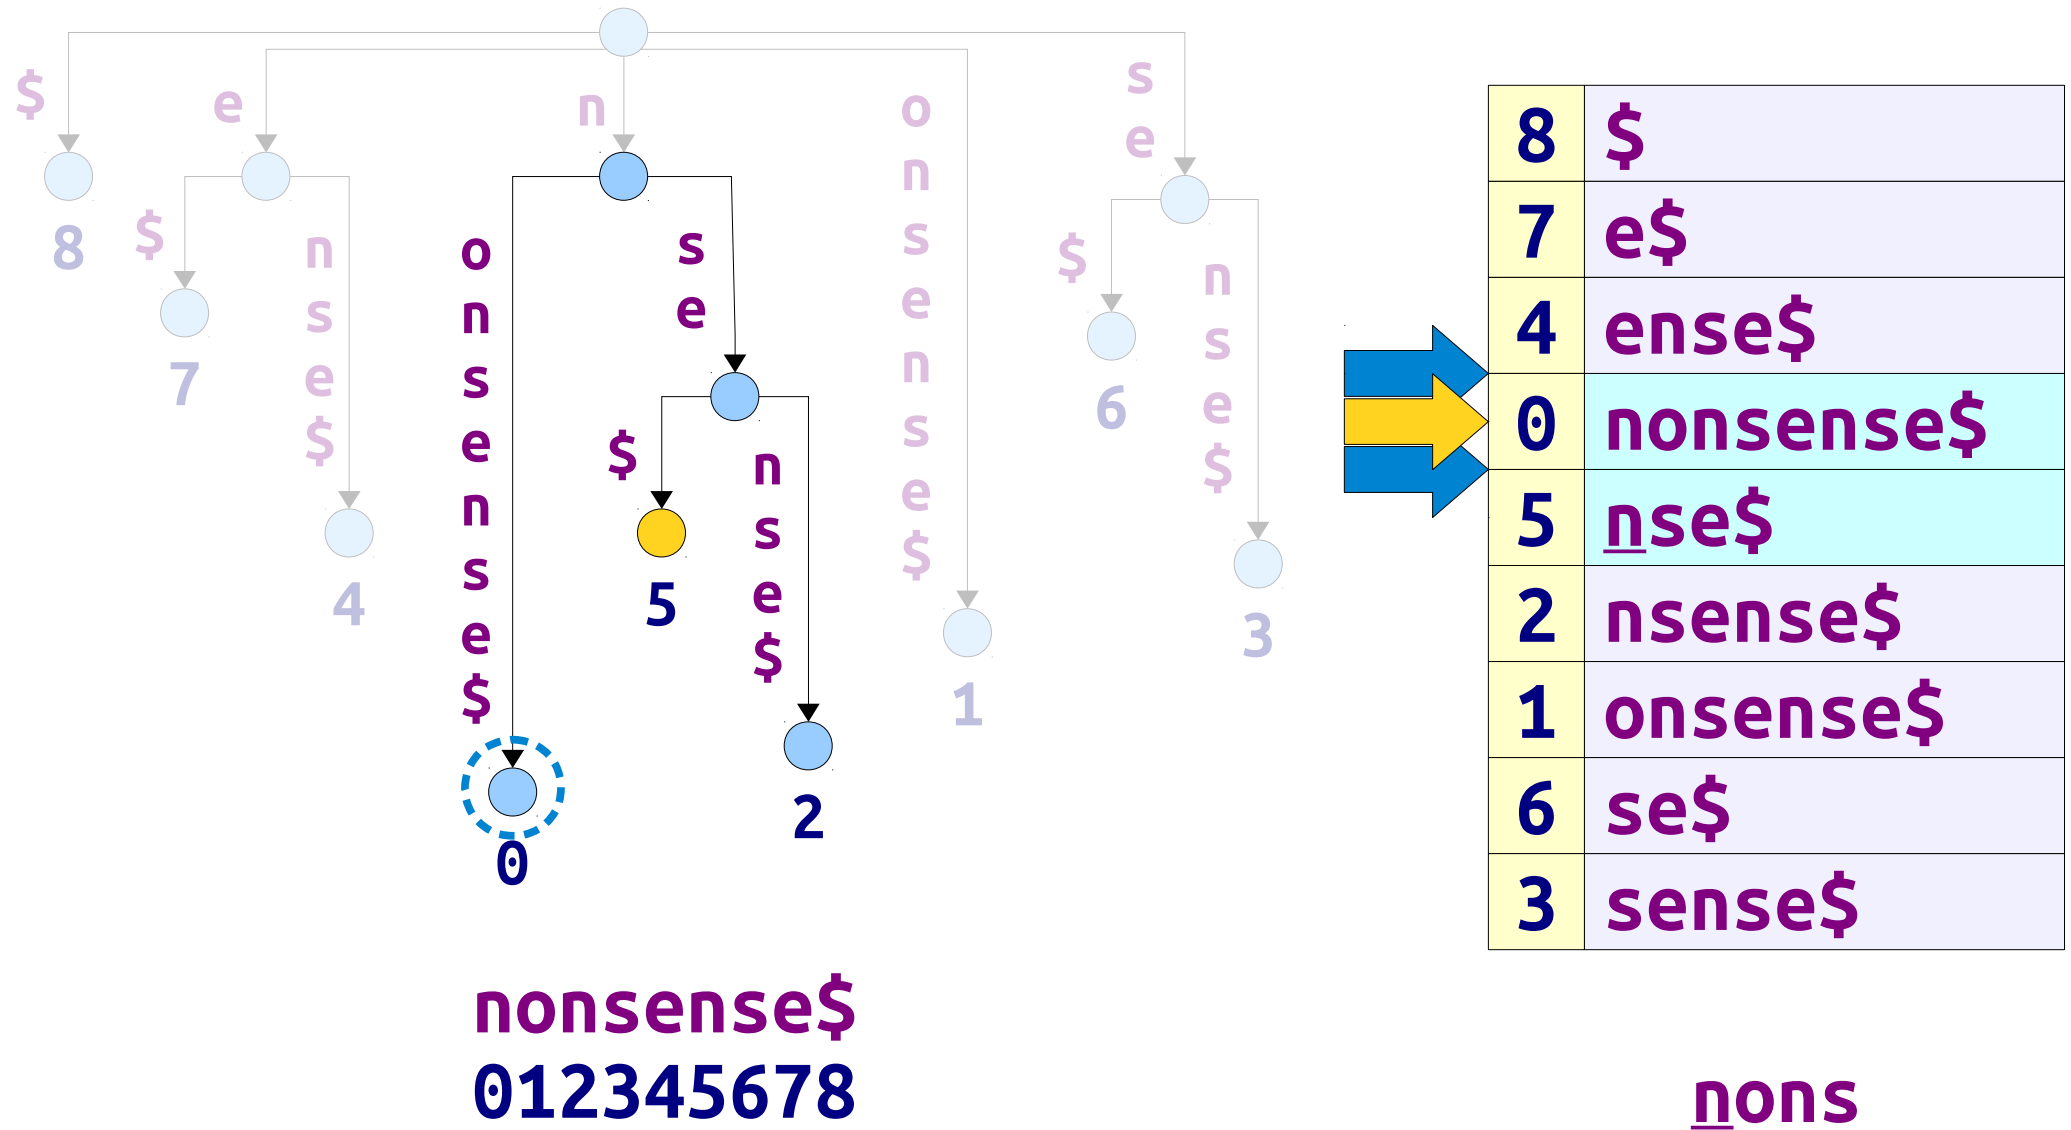 $
e
n
o
n
s
e
n
s
e
$
s
e
8
$
7
n
s
e
$
4
o
n
s
e
n
s
e
$
0
s
e
$
5
n
s
e
$
2
1
$
6
n
s
e
$
3
8 $
7 e$
4 ense$
0 nonsense$
5 nse$
2 nsense$
1 onsense$
6 se$
3 sense$
nonsense$
012345678
nons